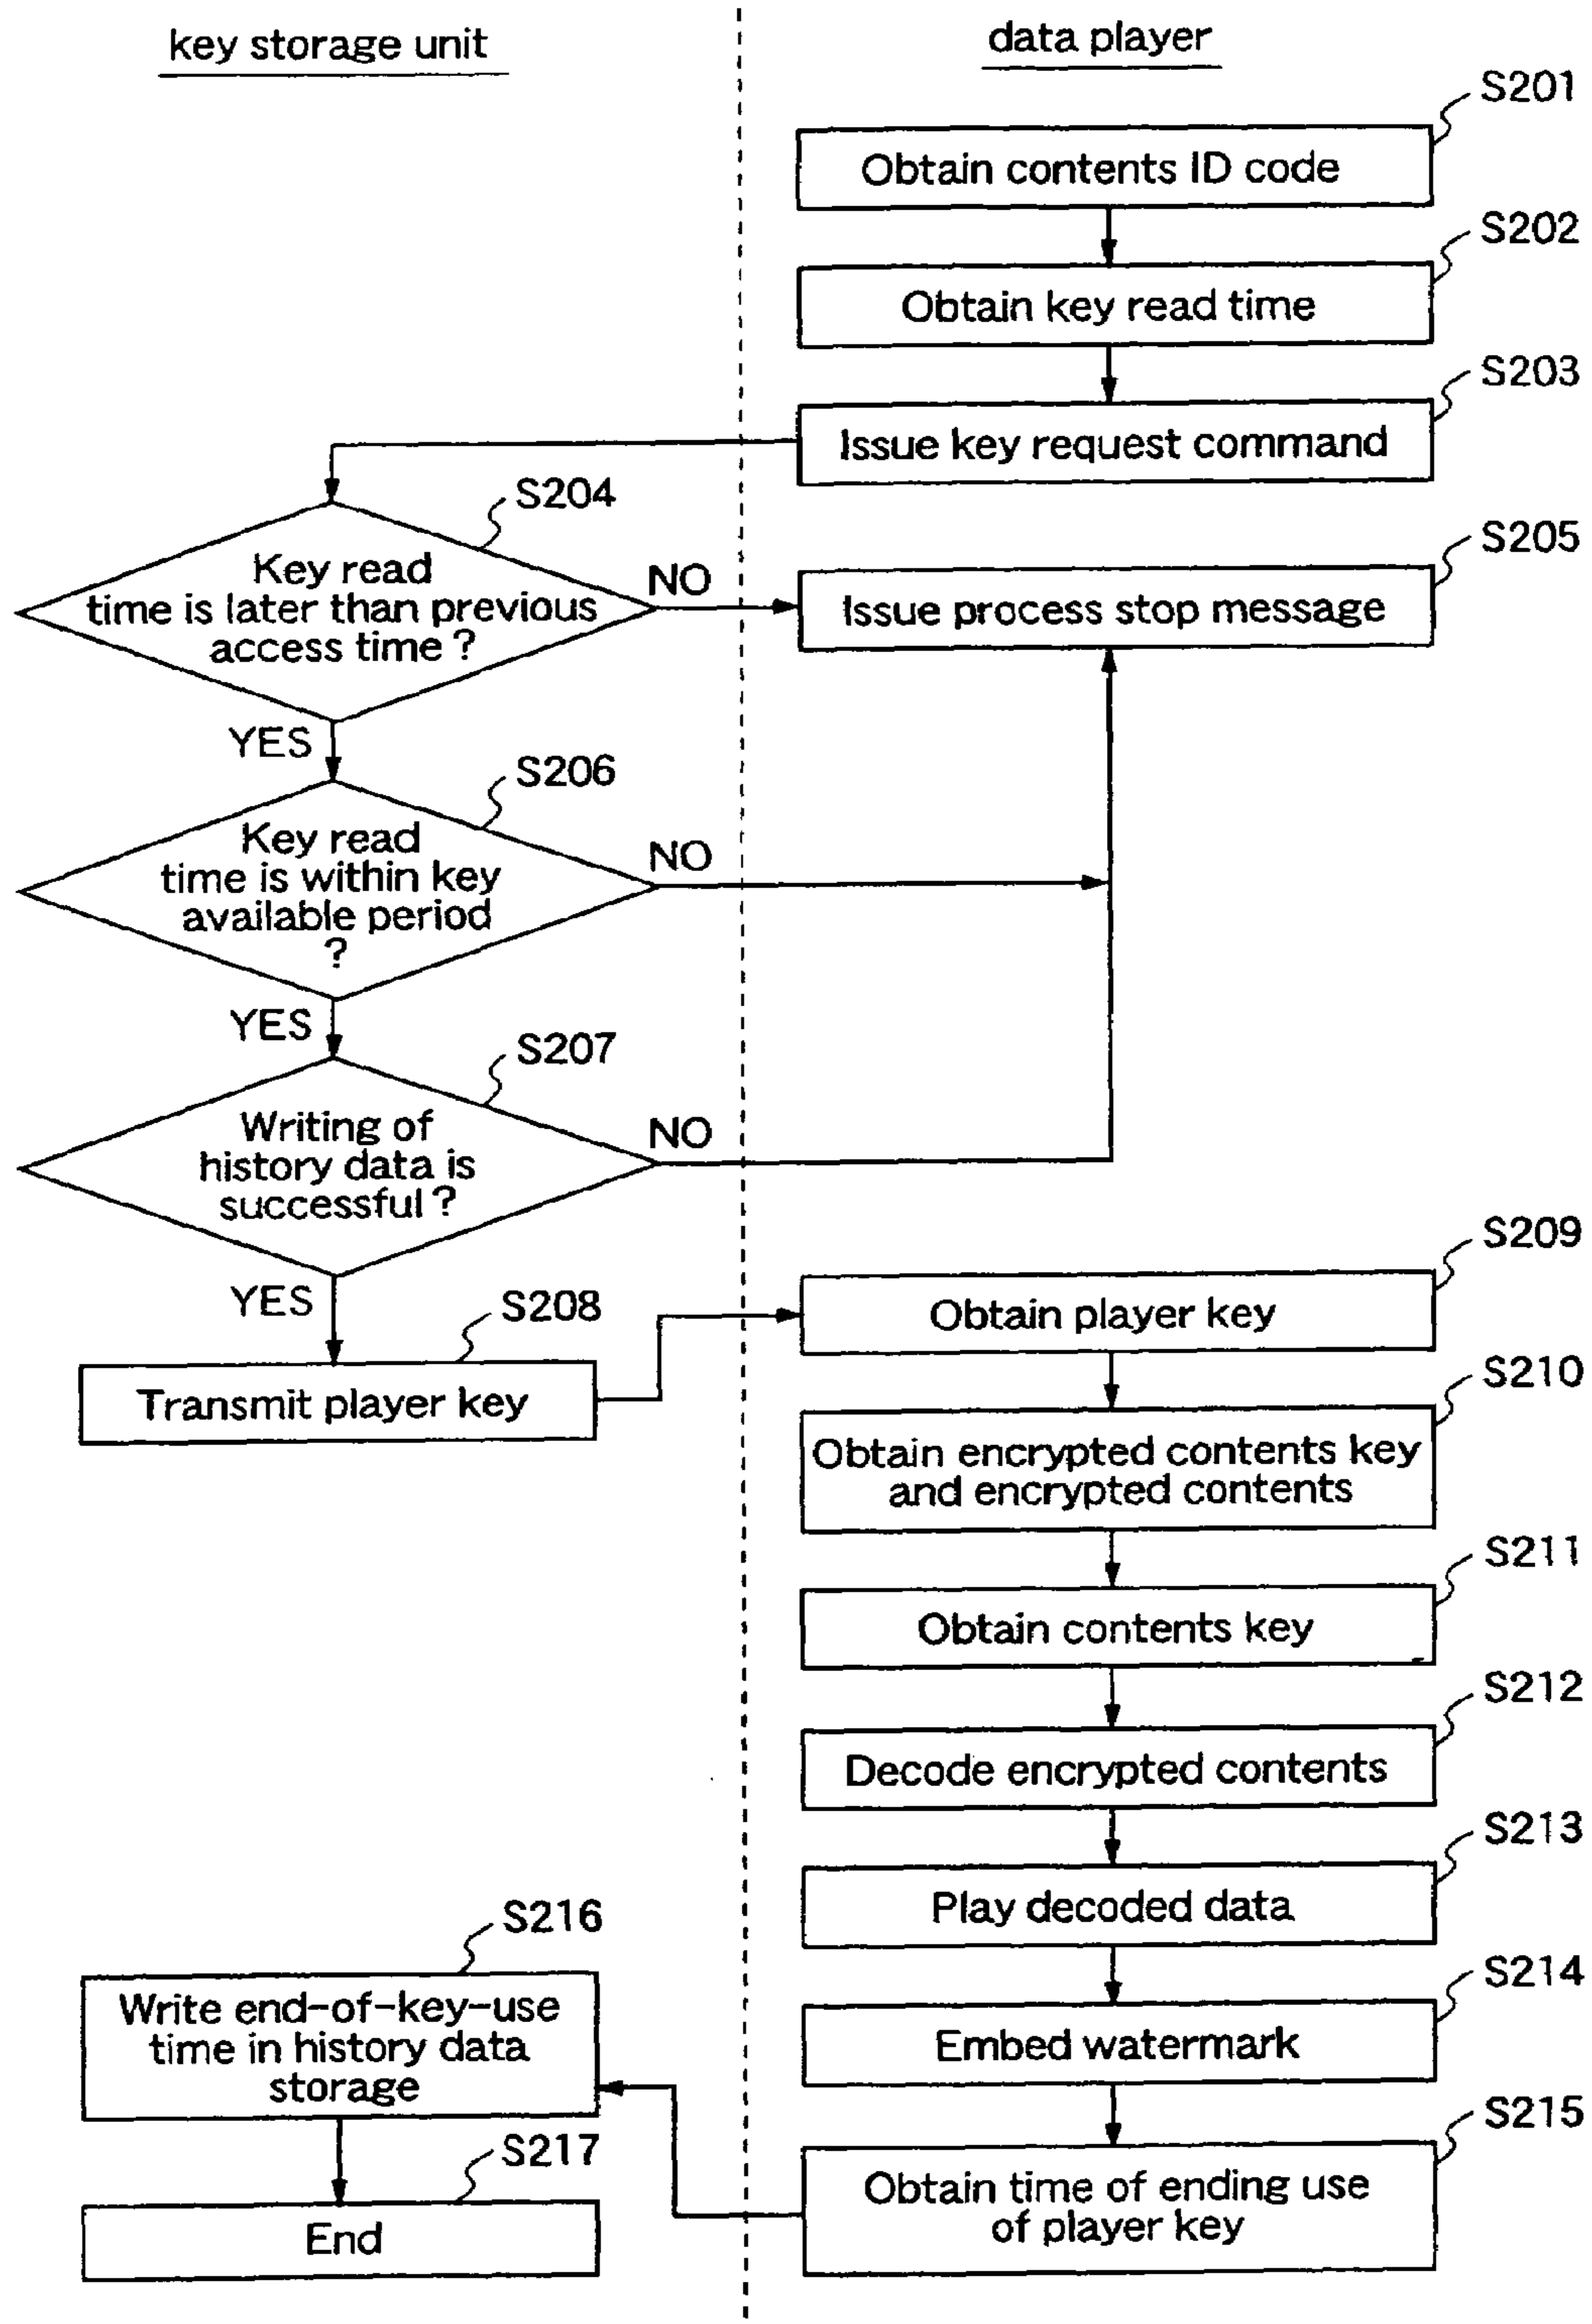 key storage unit
data player
S201
Obtain contents ID code
S202
Obtain key read time
S203
Issue key request command
S204
Key read
time is later than previous
access time ?
NO
YES
S205
Issue process stop message
S206
Key read
time is within key
available period
?
NO
YES
S207
Writing of
history data is
successful ?
NO
YES
S208
Transmit player key
S209
Obtain player key
S210
Obtain encrypted contents key
and encrypted contents
S211
Obtain contents key
S212
Decode encrypted contents
S213
Play decoded data
S214
Embed watermark
S215
Obtain time of ending use
of player key
S216
Write end-of-key-use
time in history data
storage
S217
End